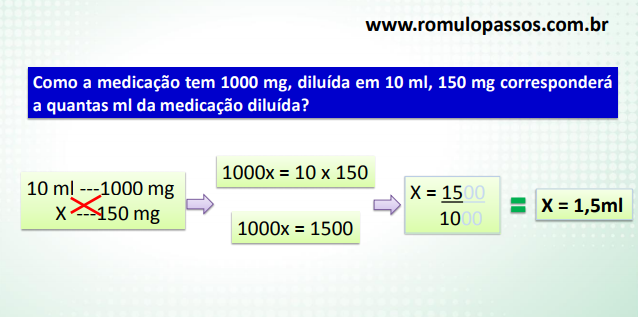 www.romulopassos.com.br
Como a medicação tem 1000 mg, diluída em 10 ml, 150 mg corresponderá
a quantas ml da medicação diluída?
10 ml ---1000 mg
X ---150 mg
1000x = 10 x 150
1000x = 1500
X = 1500
1000
X = 1,5ml